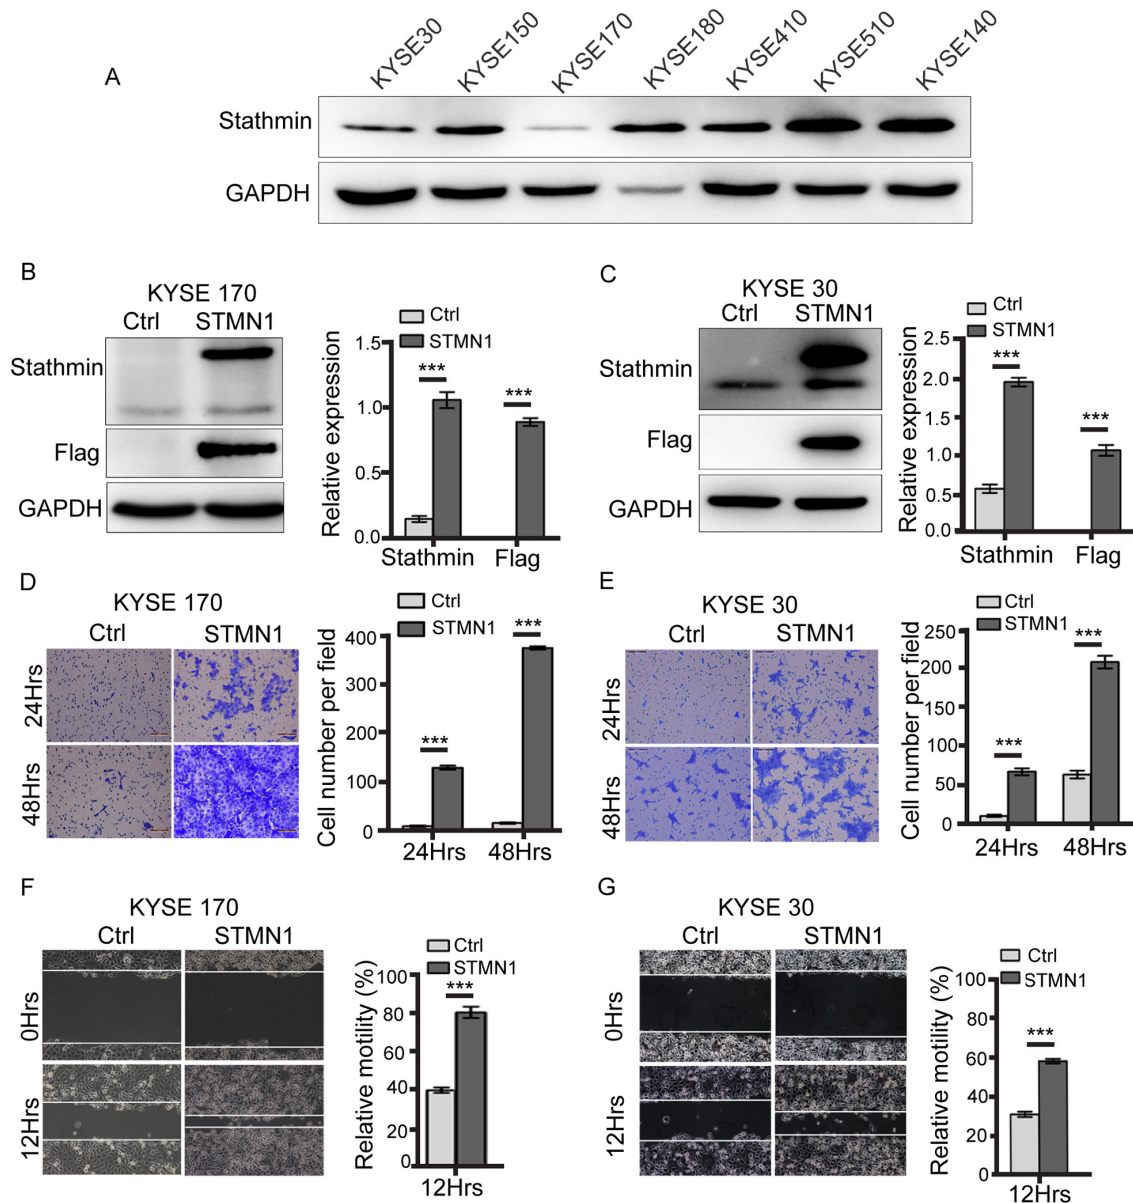 A
KYSE30 KYSE150 KYSE170 KYSE180 KYSE410 KYSE510 KYSE140
Stathmin
GAPDH
B
KYSE 170
Ctrl STMN1
Stathmin
Flag
GAPDH
Ctrl
STMN1
Relative expression
1.5
1.0
0.5
0.0
***
***
Stathmin Flag
C
KYSE 30
Ctrl STMN1
Stathmin
Flag
GAPDH
Ctrl
STMN1
Relative expression
2.5
2.0
1.5
1.0
0.5
0.0
***
***
Stathmin Flag
D
KYSE 170
Ctrl STMN1
24Hrs
48Hrs
Ctrl
STMN1
Cell number per field
400
300
200
100
0
***
***
24Hrs 48Hrs
E
KYSE 30
Ctrl STMN1
24Hrs
48Hrs
Ctrl
STMN1
Cell number per field
250
200
150
100
50
0
***
***
24Hrs 48Hrs
F
KYSE 170
Ctrl STMN1
0Hrs
12Hrs
Ctrl
STMN1
Relative motility (%)
100
80
60
40
20
0
***
12Hrs
G
KYSE 30
Ctrl STMN1
0Hrs
12Hrs
Ctrl
STMN1
Relative motility (%)
100
80
60
40
20
0
***
12Hrs